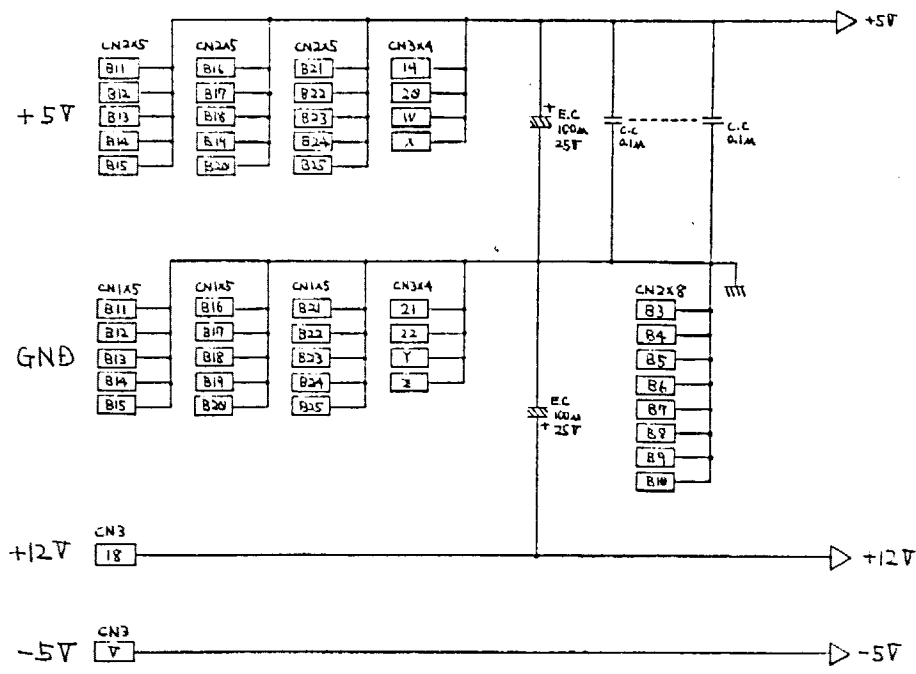 +5V
CN2x5 CN2x5 CN2x5 CN3x4
B11 B16 B21 14
B12 B17 B22 20
+5V B13 B18 B23 W
B14 B19 B24 X
B15 B20 B25
+ E.C 100μ 25V
C.C 0.1μ
C.C 0.1μ
CN1x5 CN1x5 CN1x5 CN3x4 CN2x8
B11 B16 B21 21 B3
B12 B17 B22 22 B4
GND B13 B18 B23 Y B5
B14 B19 B24 Z B6
B15 B20 B25 B7
B8
B9
B10
E.C 100μ + 25V
CN3
+12V 18 +12V
CN3
-5V V -5V